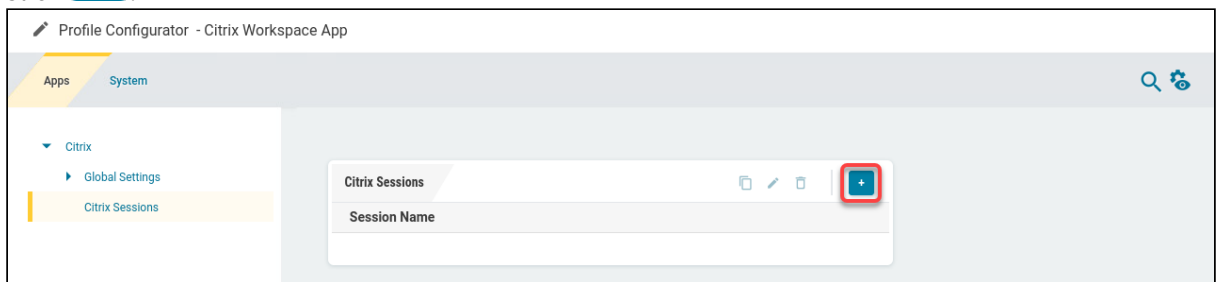 Profile Configurator - Citrix Workspace App
Apps System
Citrix
Global Settings
Citrix Sessions
Citrix Sessions +
Session Name